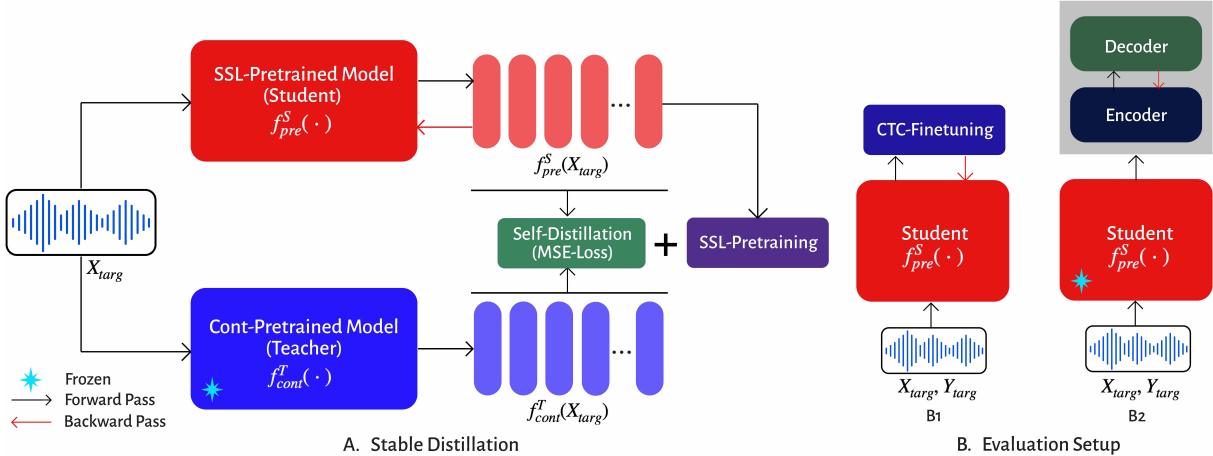 SSL-Pretrained Model
(Student)
f^S_pre(·)
f^S_pre(X_targ)
X_targ
Self-Distillation
(MSE-Loss)
+
SSL-Pretraining
Cont-Pretrained Model
(Teacher)
f^T_cont(·)
f^T_cont(X_targ)
...
...
Frozen
Forward Pass
Backward Pass
A. Stable Distillation
CTC-Finetuning
Student
f^S_pre(·)
X_targ, Y_targ
B1
Decoder
Encoder
Student
f^S_pre(·)
X_targ, Y_targ
B2
B. Evaluation Setup